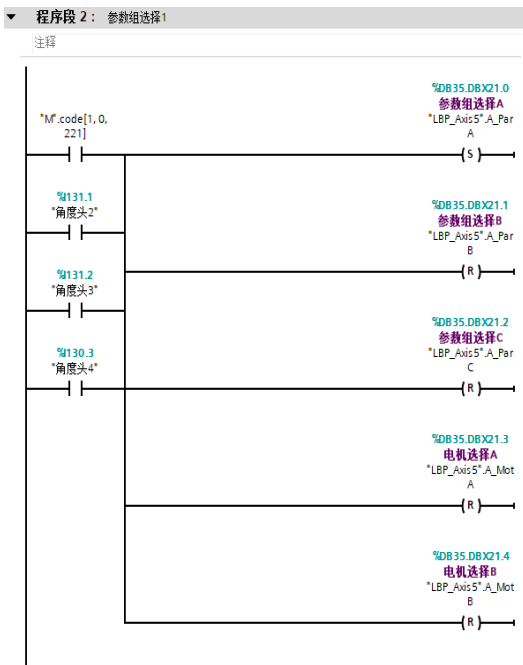 程序段 2： 参数组选择1
注释
%DB35.DBX21.0
参数组选择A
"LBP_Axis5".A_Par
A
"M".code[1, 0,
221]
S
%I131.1
"角度头2"
%DB35.DBX21.1
参数组选择B
"LBP_Axis5".A_Par
B
R
%I131.2
"角度头3"
%DB35.DBX21.2
参数组选择C
"LBP_Axis5".A_Par
C
%I130.3
"角度头4"
R
%DB35.DBX21.3
电机选择A
"LBP_Axis5".A_Mot
A
R
%DB35.DBX21.4
电机选择B
"LBP_Axis5".A_Mot
B
R